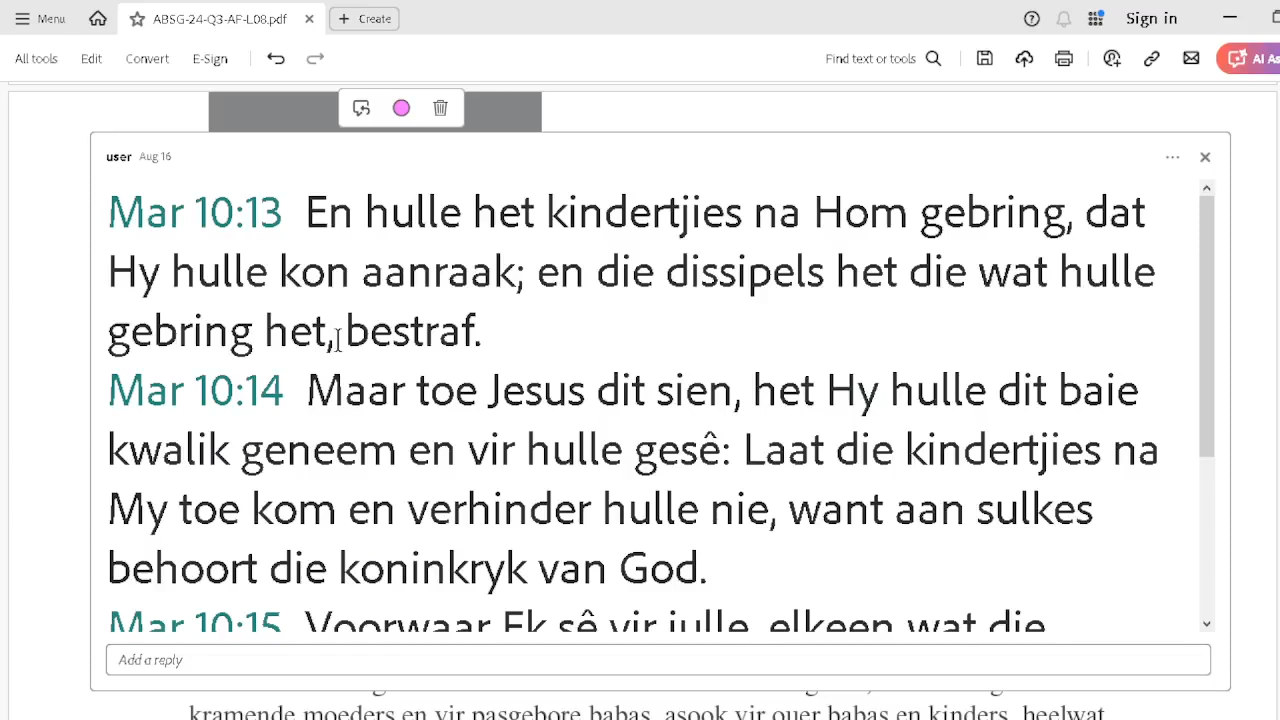 Menu
ABSG-24-Q3-AF-L08.pdf
Create
Sign in
All tools
Edit
Convert
E-Sign
Find text or tools
AI As
user Aug 16
Mar 10:13 En hulle het kindertjies na Hom gebring, dat
Hy hulle kon aanraak; en die dissipels het die wat hulle
gebring het, bestraf.
Mar 10:14 Maar toe Jesus dit sien, het Hy hulle dit baie
kwalik geneem en vir hulle gesê: Laat die kindertjies na
My toe kom en verhinder hulle nie, want aan sulkes
behoort die koninkryk van God.
Mar 10:15 Voorwaar Ek sê vir julle, elkeen wat die
Add a reply
kramende moeders en vir pasgebore babas, asook vir ouer babas en kinders, heelwat